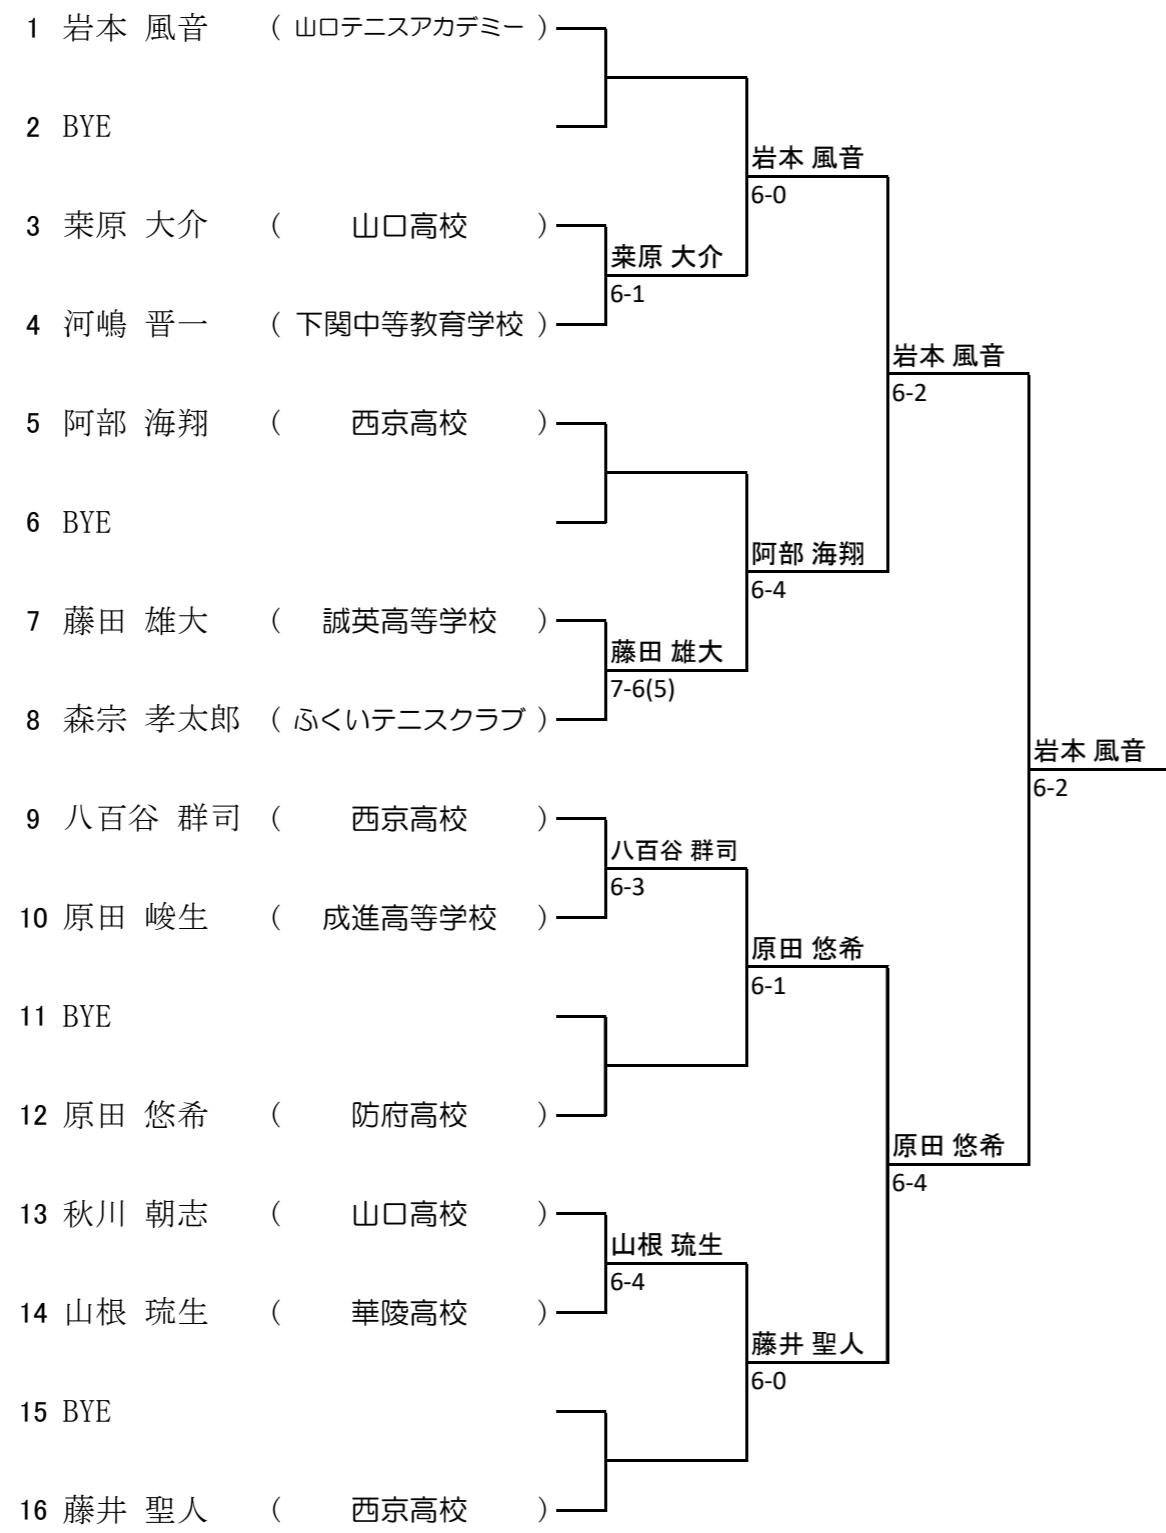 1 岩本 風音 ( 山口テニスアカデミー )
2 BYE
岩本 風音
6-0
3 桒原 大介 ( 山口高校 )
桒原 大介
6-1
4 河嶋 晋一 ( 下関中等教育学校 )
岩本 風音
6-2
5 阿部 海翔 ( 西京高校 )
6 BYE
阿部 海翔
6-4
7 藤田 雄大 ( 誠英高等学校 )
藤田 雄大
7-6(5)
8 森宗 孝太郎 ( ふくいテニスクラブ )
岩本 風音
6-2
9 八百谷 群司 ( 西京高校 )
八百谷 群司
6-3
10 原田 峻生 ( 成進高等学校 )
原田 悠希
6-1
11 BYE
12 原田 悠希 ( 防府高校 )
原田 悠希
6-4
13 秋川 朝志 ( 山口高校 )
山根 琉生
6-4
14 山根 琉生 ( 華陵高校 )
藤井 聖人
6-0
15 BYE
16 藤井 聖人 ( 西京高校 )